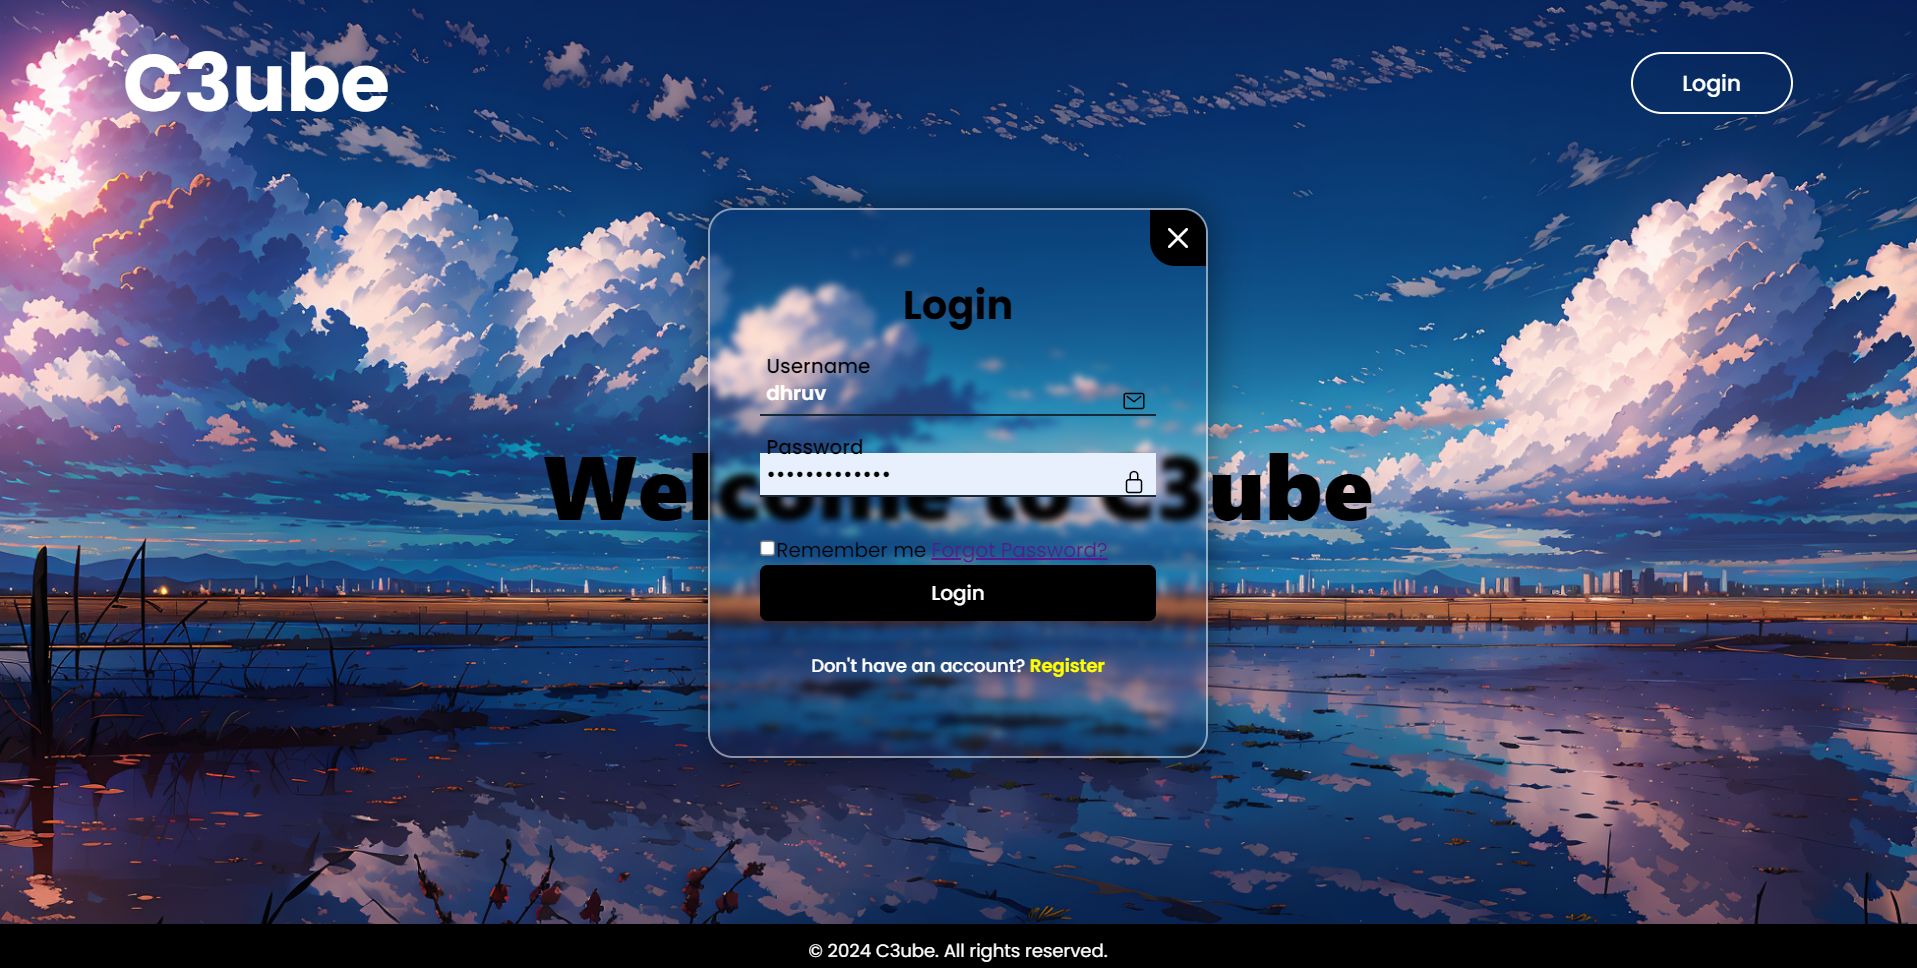 C3ube
Login
Login
Username
dhruv
Password
•••••••••••••
Welcome to C3ube
Remember me Forgot Password?
Login
Don't have an account? Register
© 2024 C3ube. All rights reserved.